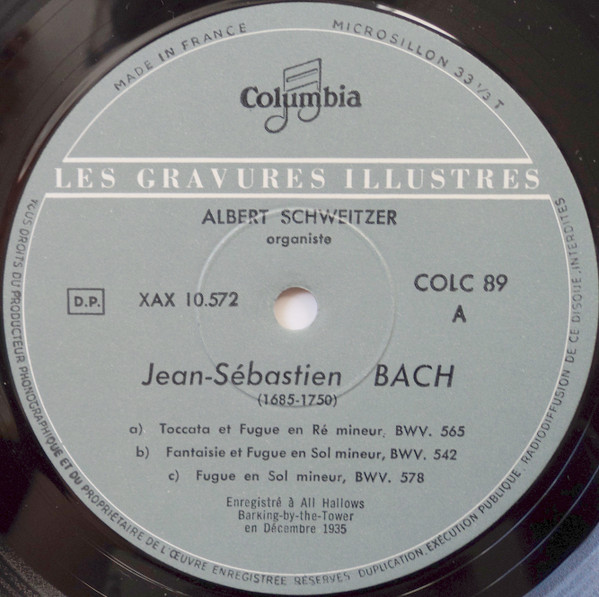 MADE IN FRANCE
MICROSILLON 33 1/3 T
Columbia
LES GRAVURES ILLUSTRES
ALBERT SCHWEITZER
organiste
D.P.
XAX 10.572
COLC 89
A
Jean-Sébastien BACH
(1685-1750)
a) Toccata et Fugue en Ré mineur, BWV. 565
b) Fantaisie et Fugue en Sol mineur, BWV. 542
c) Fugue en Sol mineur, BWV. 578
Enregistré à All Hallows
Barking-by-the-Tower
en Décembre 1935
TOUS DROITS DU PRODUCTEUR PHONOGRAPHIQUE ET DU PROPRIETAIRE DE L'ŒUVRE ENREGISTRÉE RÉSERVÉS DUPLICATION, EXÉCUTION PUBLIQUE, RADIODIFFUSION DE CE DISQUE INTERDITES